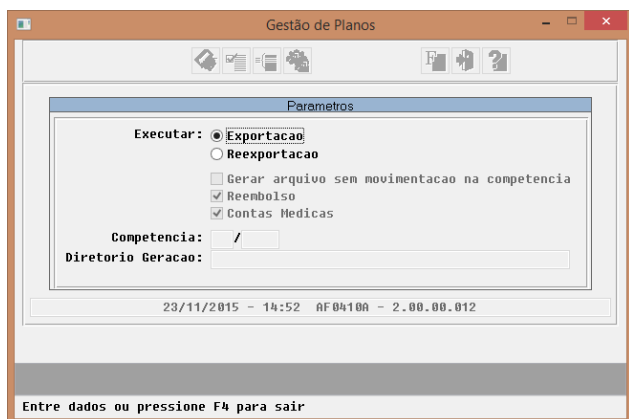 Gestão de Planos
Parametros
Executar: Exportacao
Reexportacao
Gerar arquivo sem movimentacao na competencia
Reembolso
Contas Medicas
Competencia: /
Diretorio Geracao:
23/11/2015 - 14:52 AF0410A - 2.00.00.012
Entre dados ou pressione F4 para sair